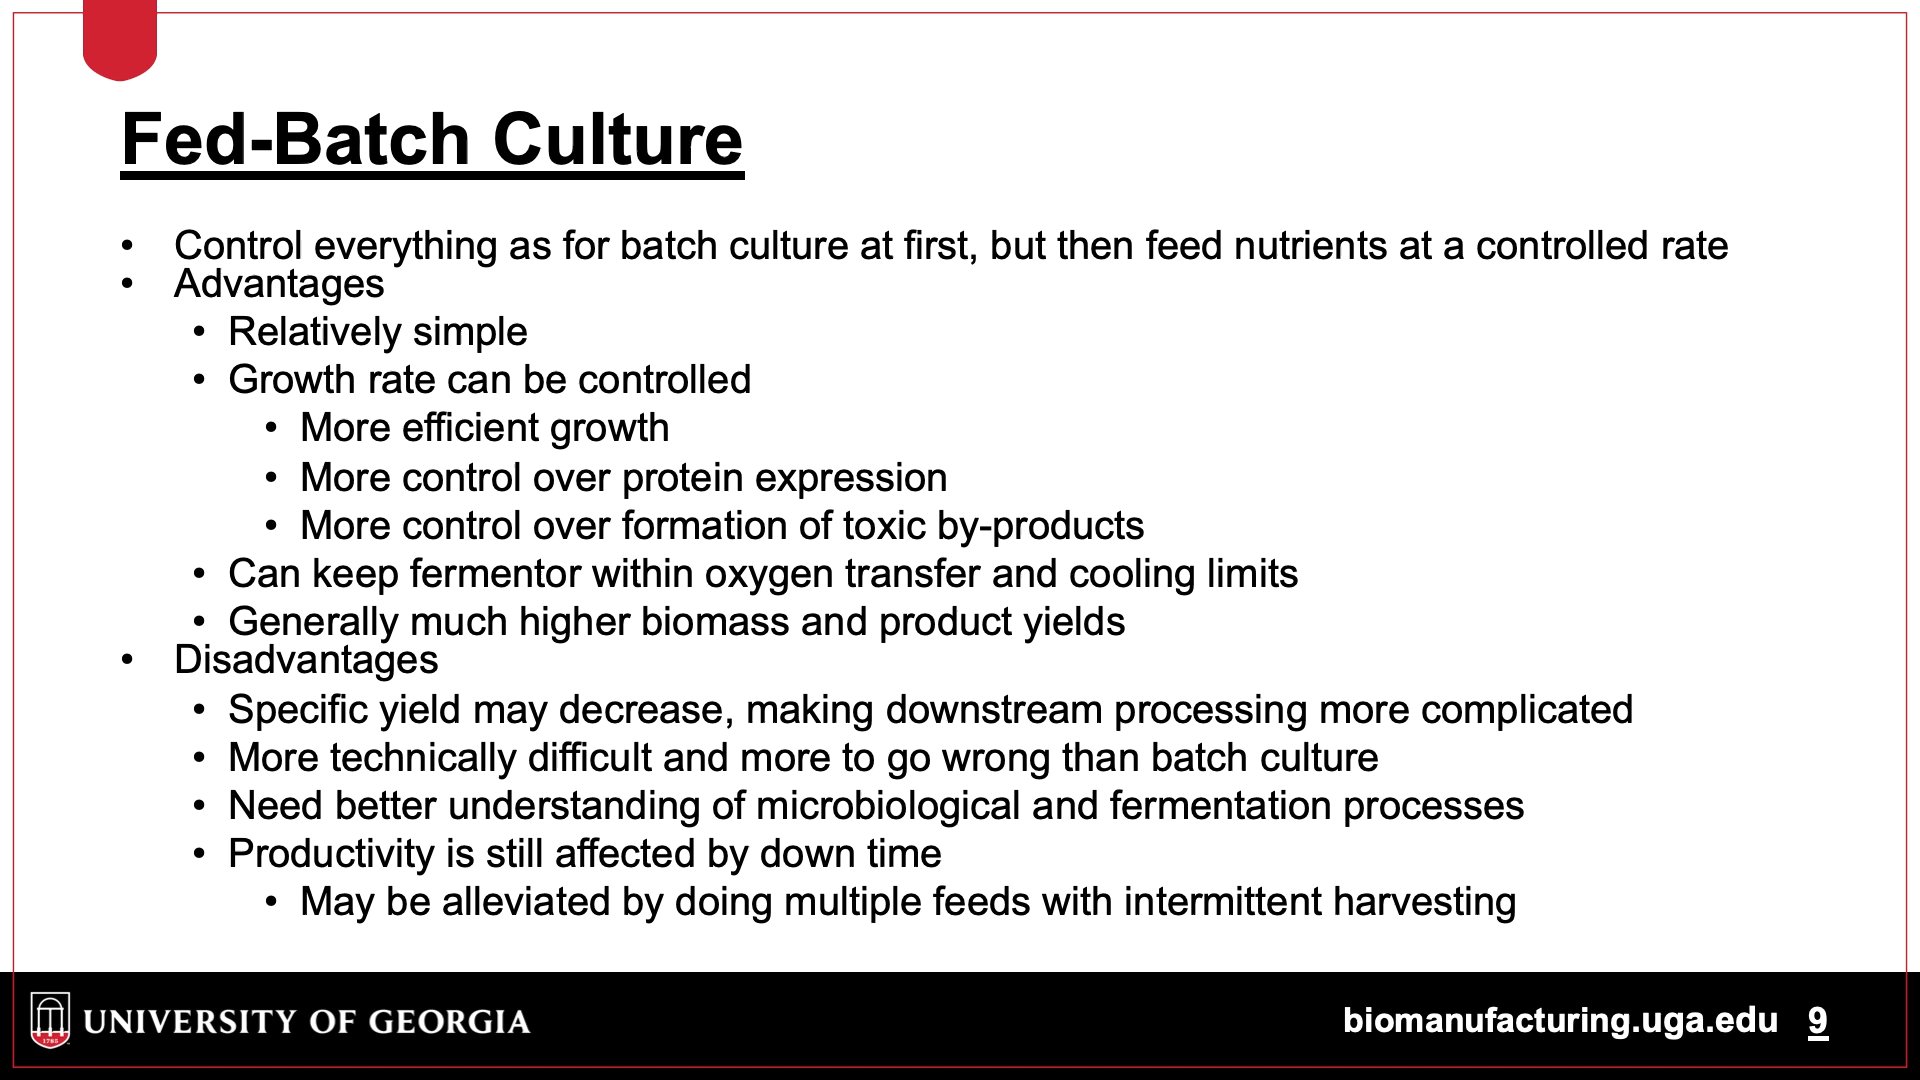 Fed-Batch Culture
• Control everything as for batch culture at first, but then feed nutrients at a controlled rate
• Advantages
• Relatively simple
• Growth rate can be controlled
• More efficient growth
• More control over protein expression
• More control over formation of toxic by-products
• Can keep fermentor within oxygen transfer and cooling limits
• Generally much higher biomass and product yields
• Disadvantages
• Specific yield may decrease, making downstream processing more complicated
• More technically difficult and more to go wrong than batch culture
• Need better understanding of microbiological and fermentation processes
• Productivity is still affected by down time
• May be alleviated by doing multiple feeds with intermittent harvesting
1785
UNIVERSITY OF GEORGIA
biomanufacturing.uga.edu 9